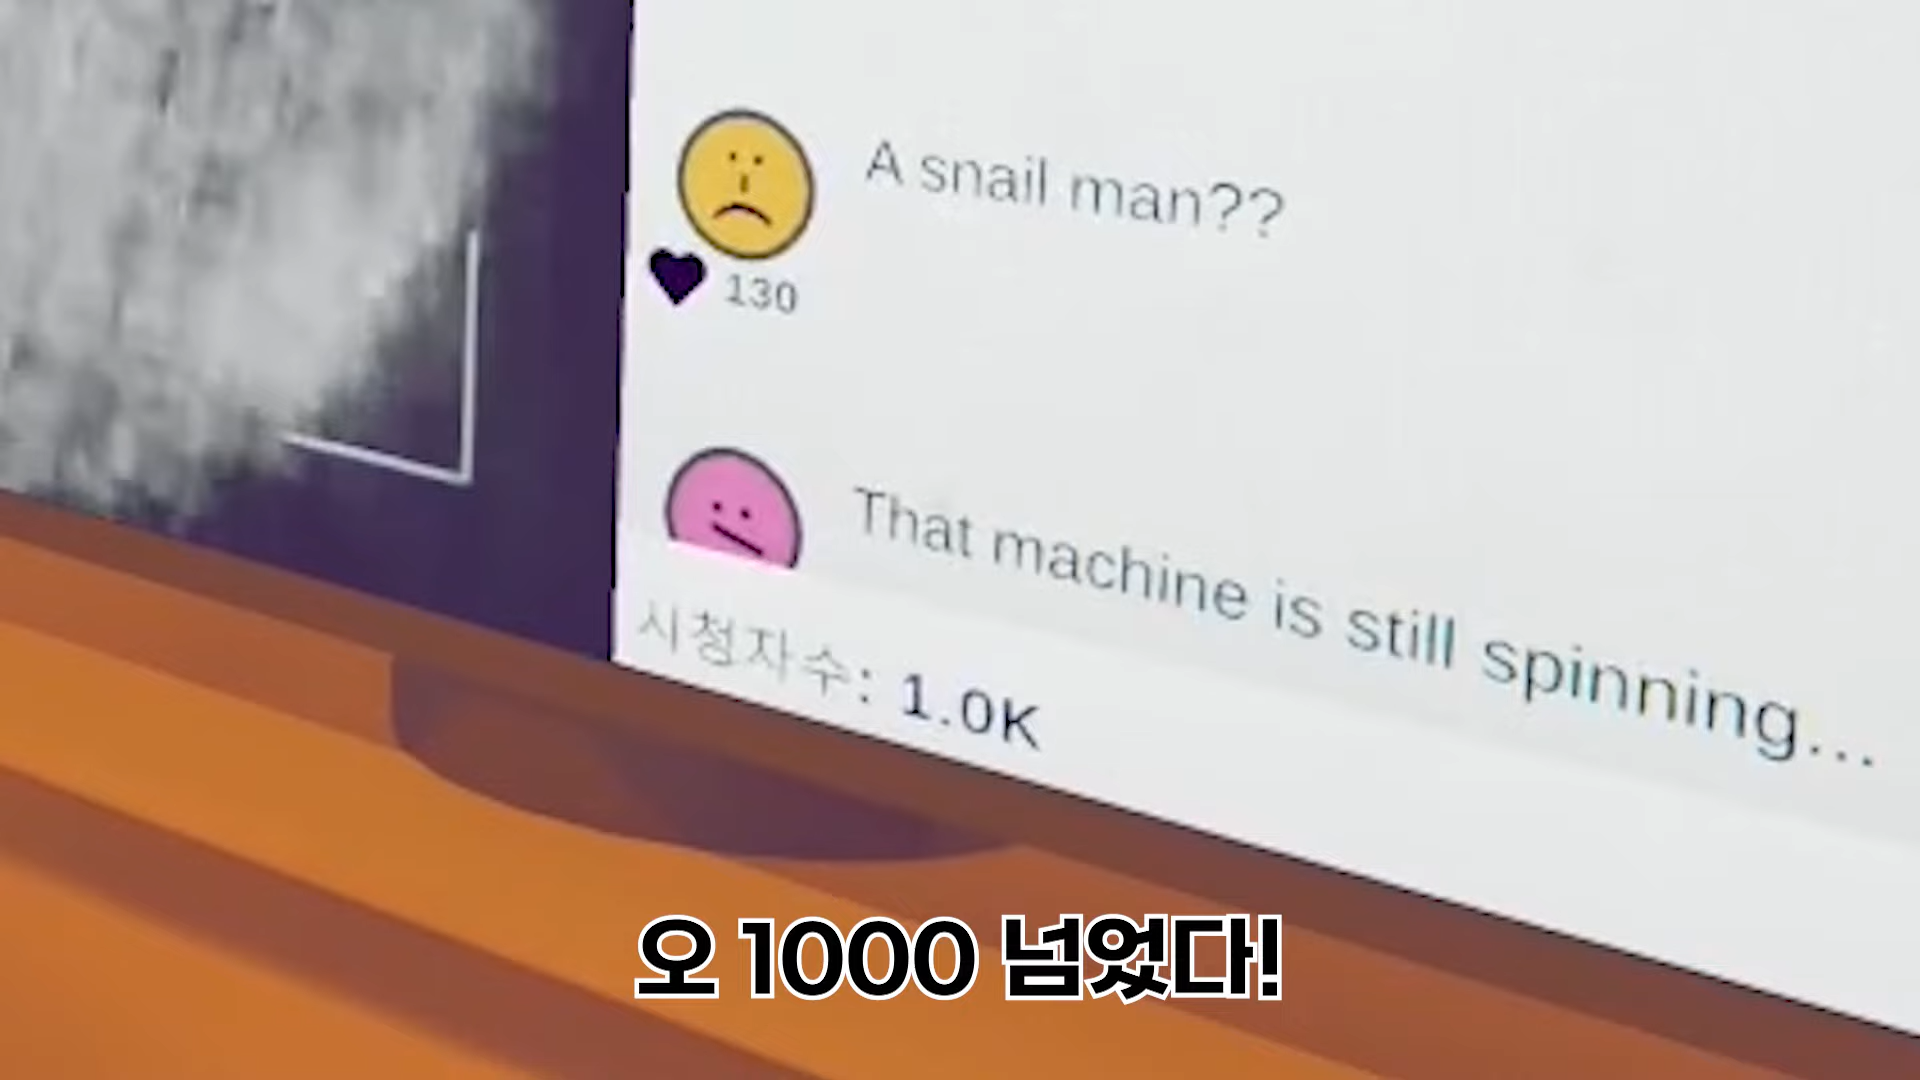 A snail man??
130
That machine is still spinning...
시청자수: 1.0K
오 1000 넘었다!